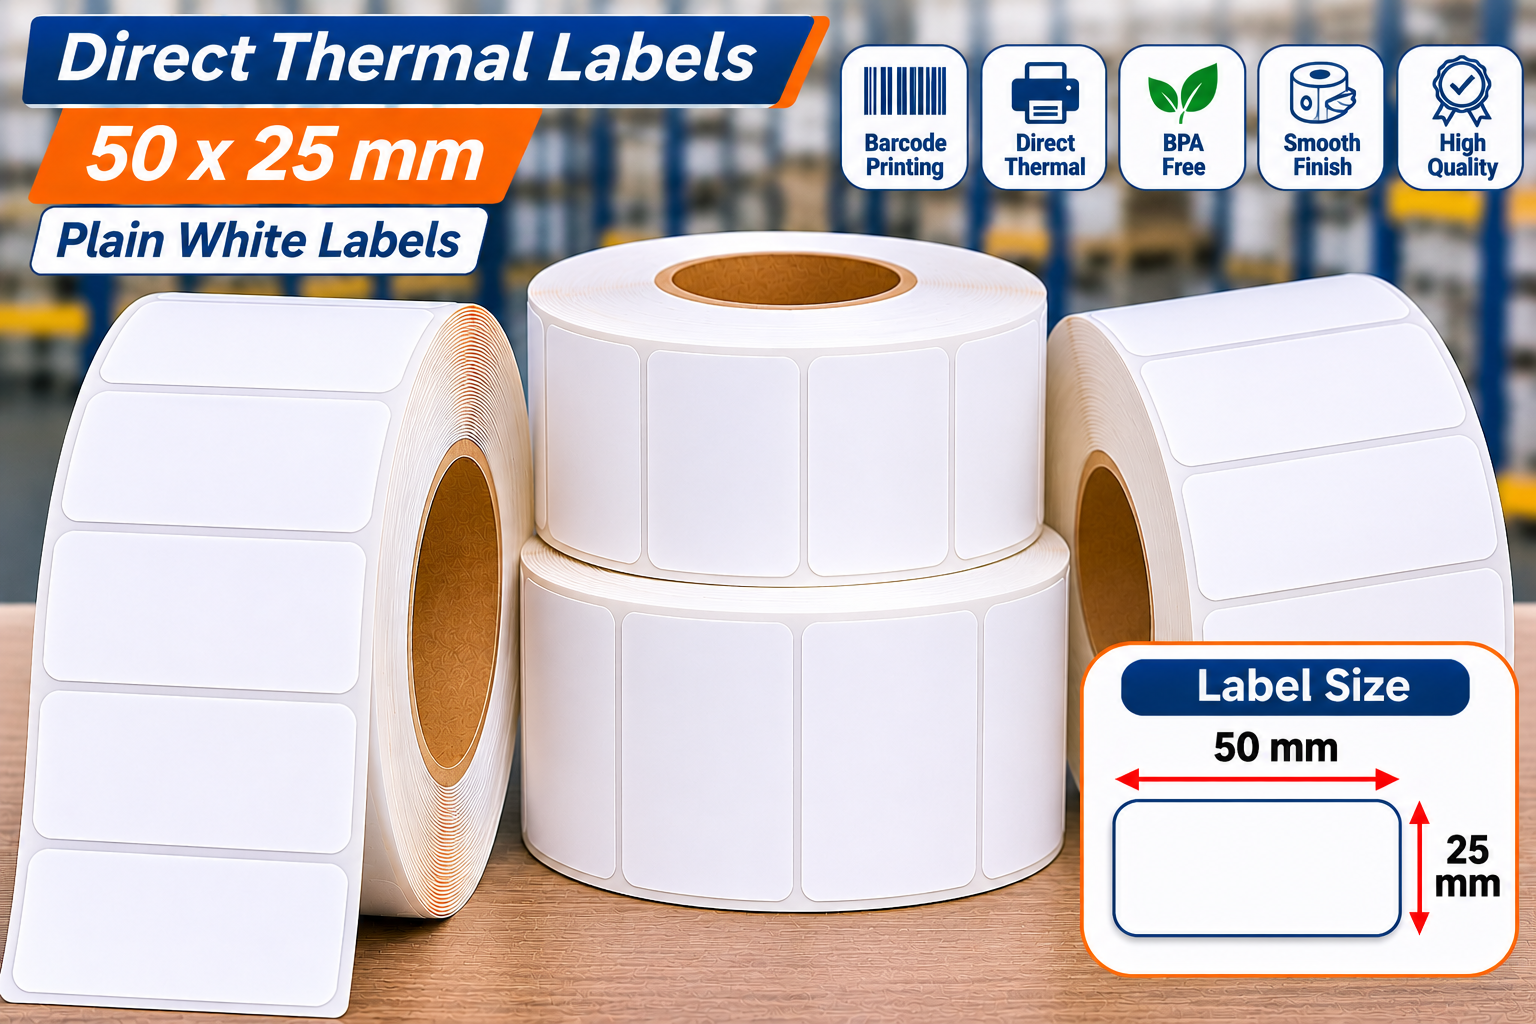 Direct Thermal Labels
50 x 25 mm
Plain White Labels
Barcode
Printing
Direct
Thermal
BPA
Free
Smooth
Finish
High
Quality
Label Size
50 mm
25
mm